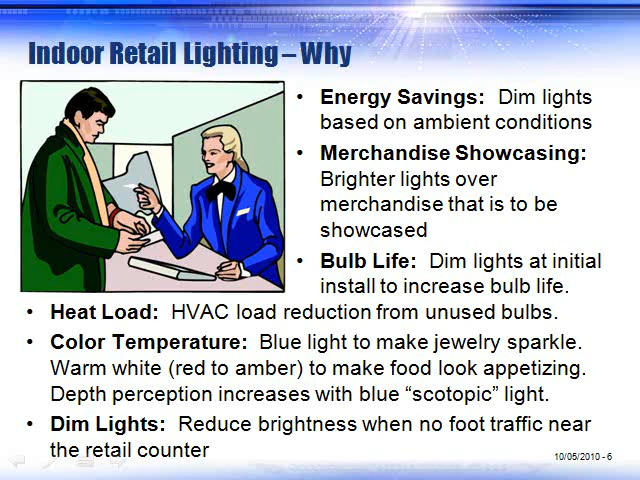 Indoor Retail Lighting – Why
• Energy Savings: Dim lights
based on ambient conditions
• Merchandise Showcasing:
Brighter lights over
merchandise that is to be
showcased
• Bulb Life: Dim lights at initial
install to increase bulb life.
• Heat Load: HVAC load reduction from unused bulbs.
• Color Temperature: Blue light to make jewelry sparkle.
Warm white (red to amber) to make food look appetizing.
Depth perception increases with blue “scotopic” light.
• Dim Lights: Reduce brightness when no foot traffic near
the retail counter
10/05/2010 - 6